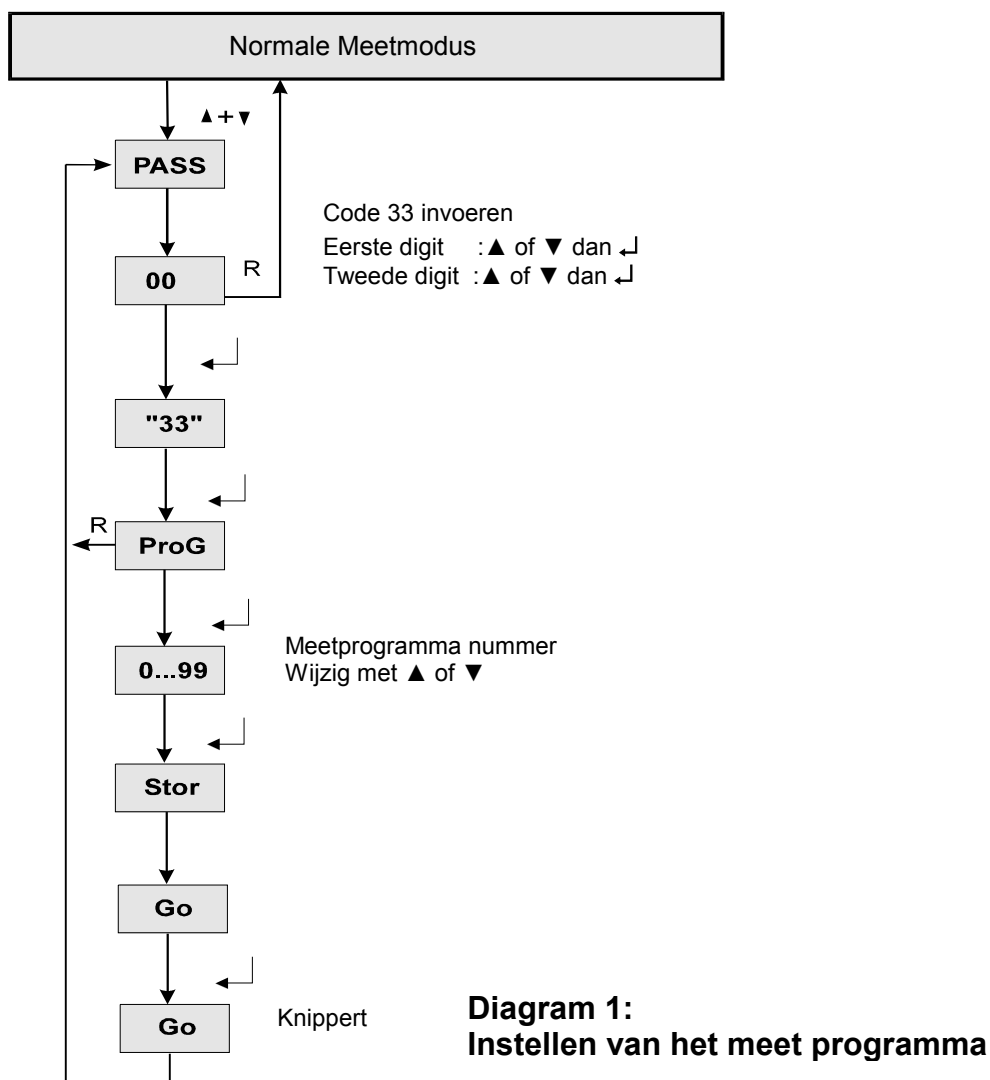 Normale Meetmodus
▲+▼
PASS
Code 33 invoeren
Eerste digit :▲ of ▼ dan ↵
Tweede digit :▲ of ▼ dan ↵
00
R
"33"
R
ProG
Meetprogramma nummer
Wijzig met ▲ of ▼
0...99
Stor
Go
Go
Knippert
Diagram 1:
Instellen van het meet programma